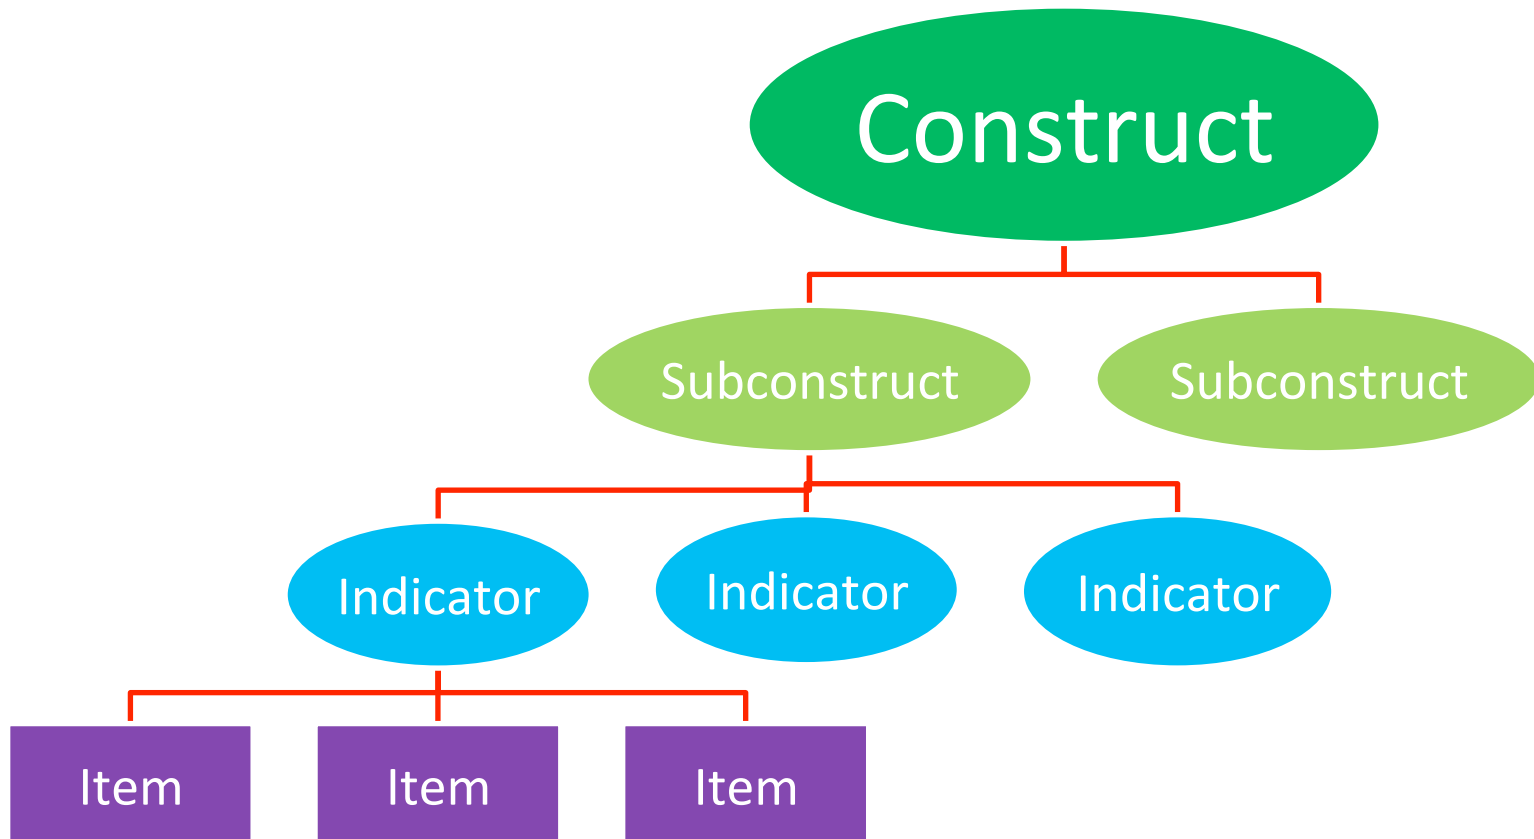 Construct
Subconstruct
Subconstruct
Indicator
Indicator
Indicator
Item
Item
Item